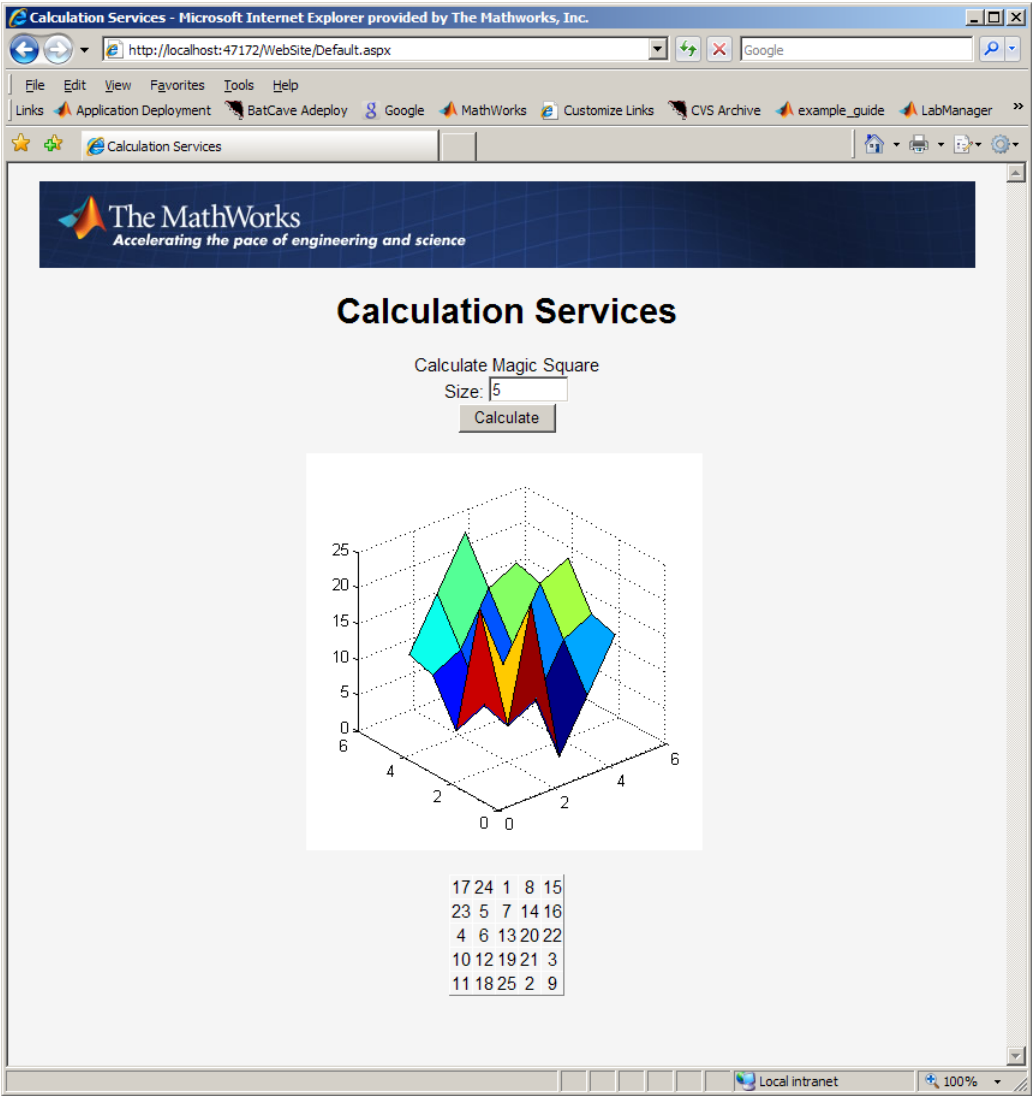 Calculation Services - Microsoft Internet Explorer provided by The Mathworks, Inc.
http://localhost:47172/WebSite/Default.aspx
Google
File Edit View Favorites Tools Help
Links Application Deployment BatCave Adeploy Google MathWorks Customize Links CVS Archive example_guide LabManager »
Calculation Services
The MathWorks
Accelerating the pace of engineering and science
Calculation Services
Calculate Magic Square
Size: 5
Calculate
25
20
15
10
5
0
6
4
2
0
0
2
4
6
17 24 1 8 15
23 5 7 14 16
4 6 13 20 22
10 12 19 21 3
11 18 25 2 9
Local intranet 100%